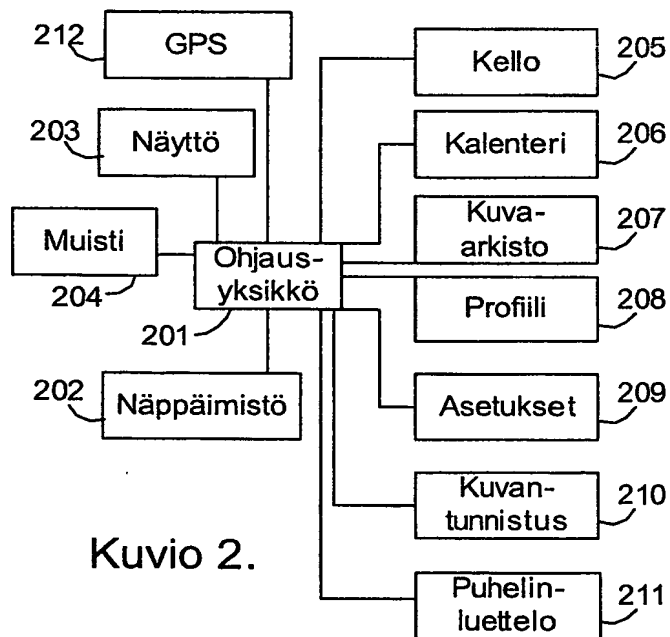 212
GPS
203
Näyttö
Muisti
204
Ohjaus-
yksikkö
201
202
Näppäimistö
Kello
205
Kalenteri
206
Kuva-
arkisto
207
Profiili
208
Asetukset
209
Kuvan-
tunnistus
210
Puhelin-
luettelo
211
Kuvio 2.